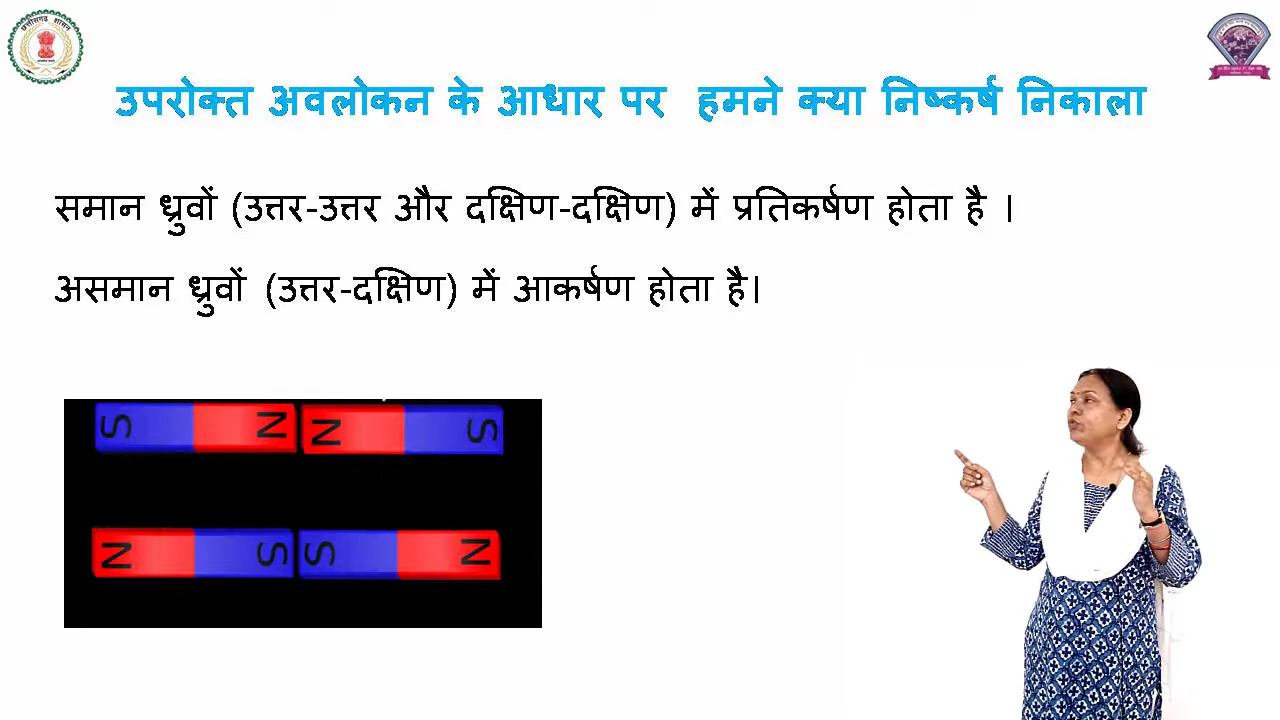 उपरोक्त अवलोकन के आधार पर हमने क्या निष्कर्ष निकाला
समान ध्रुवों (उत्तर-उत्तर और दक्षिण-दक्षिण) में प्रतिकर्षण होता है ।
असमान ध्रुवों (उत्तर-दक्षिण) में आकर्षण होता है।
S N N S
N S S N